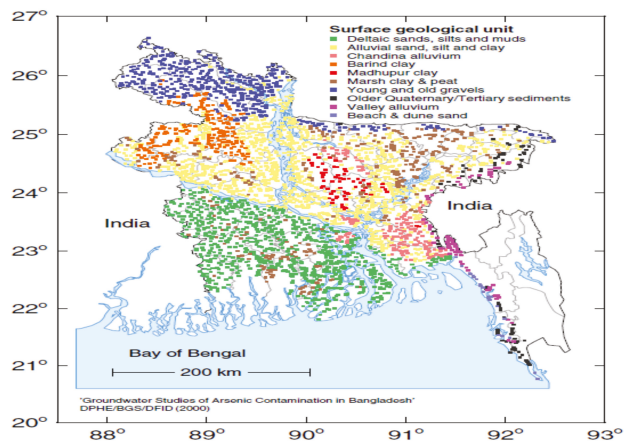 27°
26°
25°
24°
23°
22°
21°
20°
Surface geological unit
Deltaic sands, silts and muds
Alluvial sand, silt and clay
Chandina alluvium
Barind clay
Madhupur clay
Marsh clay & peat
Young and old gravels
Older Quaternary/Tertiary sediments
Valley alluvium
Beach & dune sand
India
India
Bay of Bengal
200 km
'Groundwater Studies of Arsenic Contamination in Bangladesh'
DPHE/BGS/DFID (2000)
88° 89° 90° 91° 92° 93°